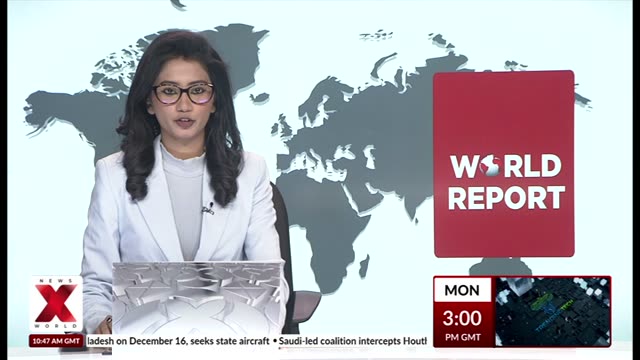 WORLD
REPORT
NEWS
X
WORLD
10:47 AM GMT
MON
3:00
PM GMT
ladesh on December 16, seeks state aircraft • Saudi-led coalition intercepts Houth